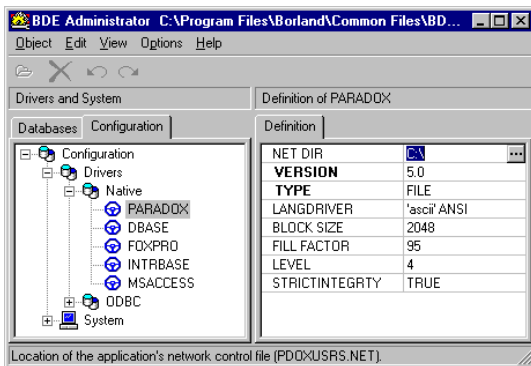 BDE Administrator C:\Program Files\Borland\Common Files\BD...
Object Edit View Options Help
Drivers and System
Definition of PARADOX
Databases Configuration
Definition
Configuration
Drivers
Native
PARADOX
DBASE
FOXPRO
INTRBASE
MSACCESS
ODBC
System
NET DIR C:\
VERSION 5.0
TYPE FILE
LANGDRIVER 'ascii' ANSI
BLOCK SIZE 2048
FILL FACTOR 95
LEVEL 4
STRICTINTEGRTY TRUE
Location of the application's network control file (PDOXUSRS.NET).